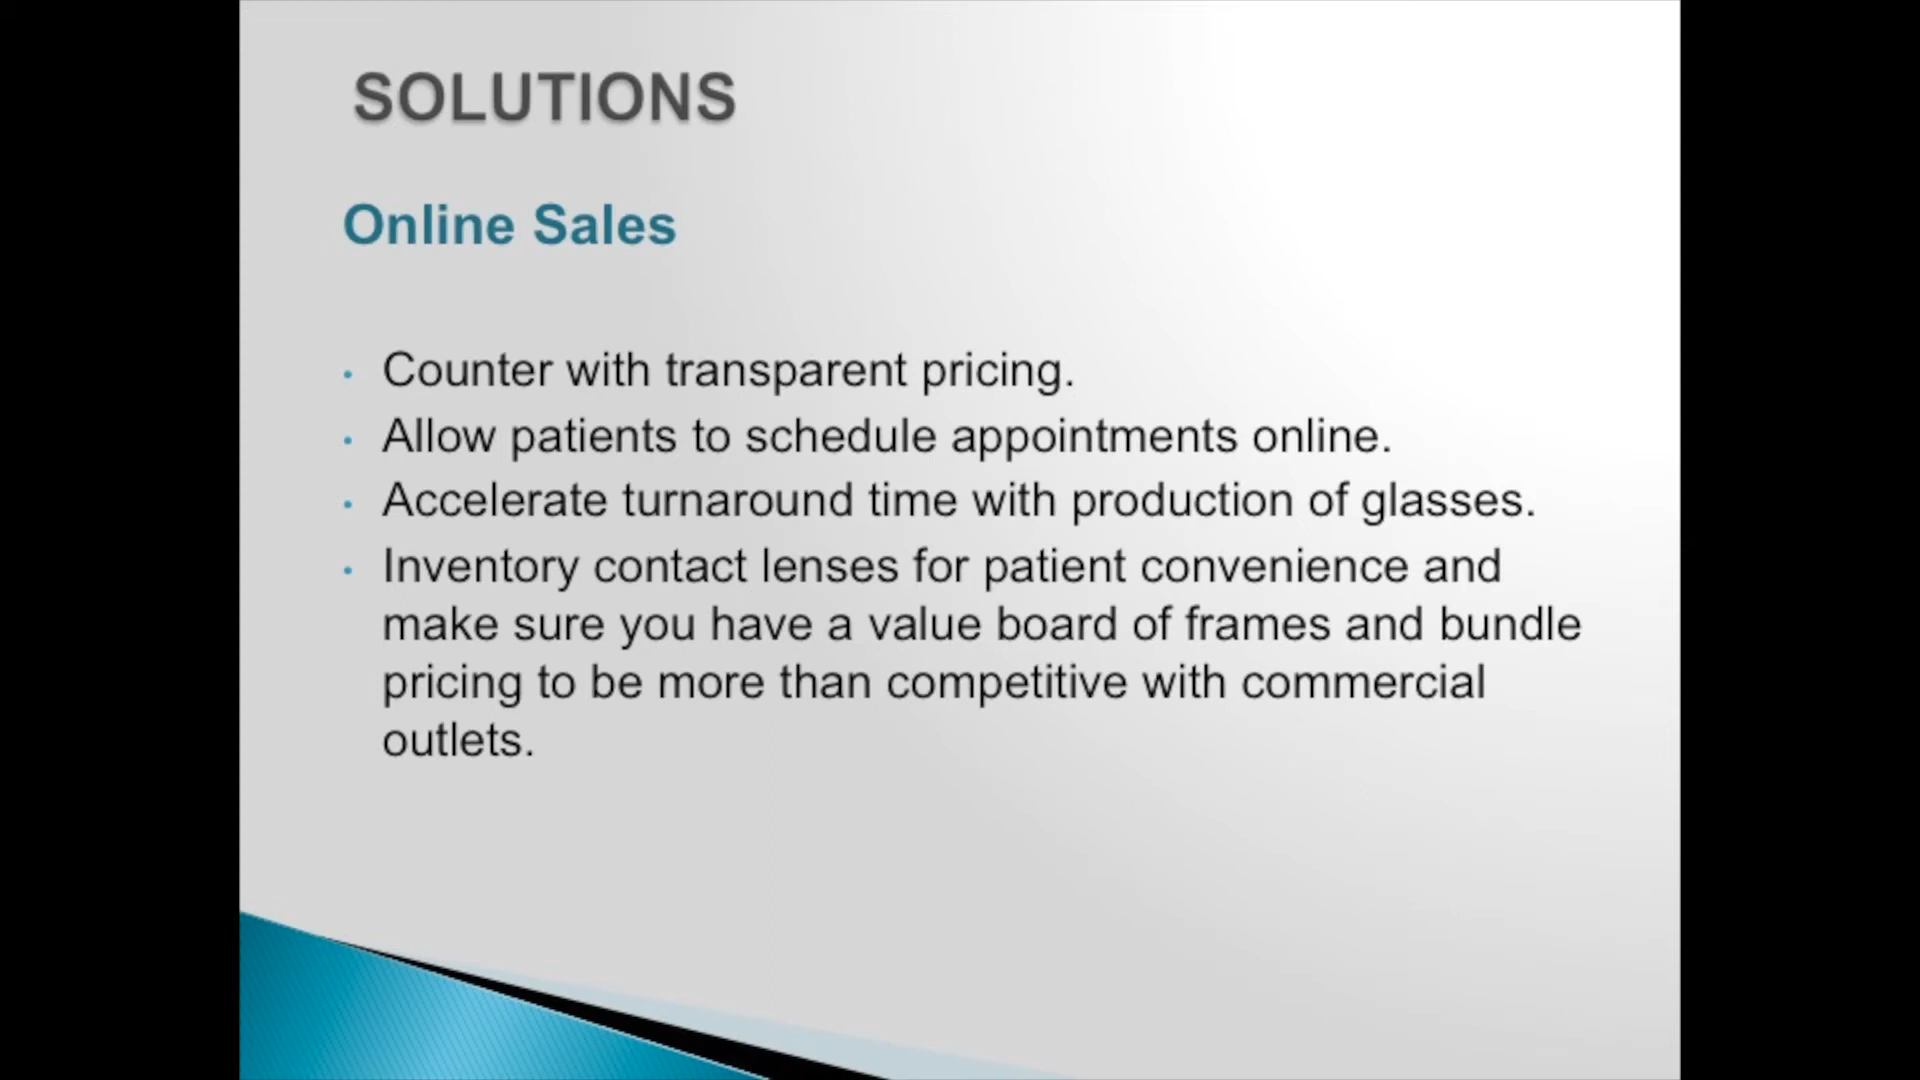 SOLUTIONS
Online Sales
• Counter with transparent pricing.
• Allow patients to schedule appointments online.
• Accelerate turnaround time with production of glasses.
• Inventory contact lenses for patient convenience and
make sure you have a value board of frames and bundle
pricing to be more than competitive with commercial
outlets.